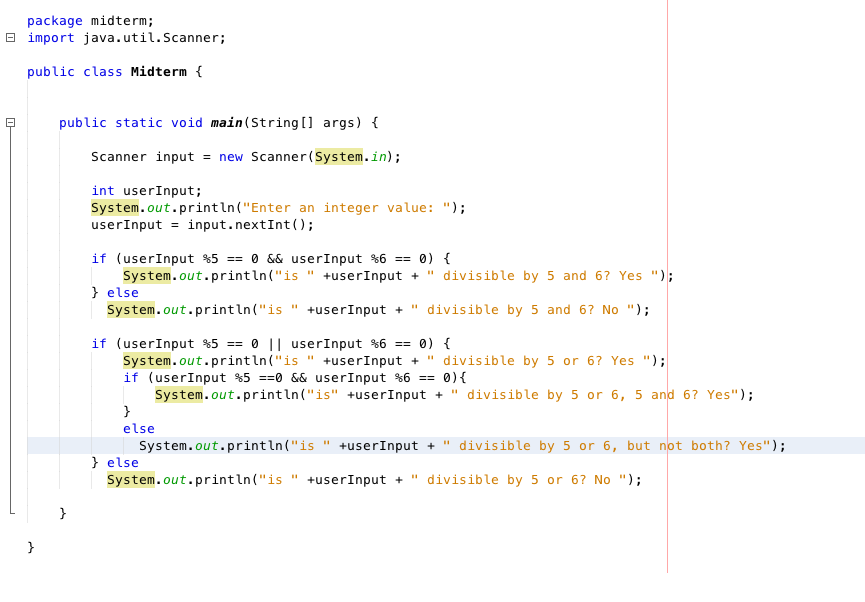 package midterm;
import java.util.Scanner;
public class Midterm {
public static void main(String[] args) {
Scanner input = new Scanner(System.in);
int userInput;
System.out.println("Enter an integer value: ");
userInput = input.nextInt();
if (userInput %5 == 0 && userInput %6 == 0) {
System.out.println("is " +userInput + " divisible by 5 and 6? Yes ");
} else
System.out.println("is " +userInput + " divisible by 5 and 6? No ");
if (userInput %5 == 0 || userInput %6 == 0) {
System.out.println("is " +userInput + " divisible by 5 or 6? Yes ");
if (userInput %5 ==0 && userInput %6 == 0){
System.out.println("is" +userInput + " divisible by 5 or 6, 5 and 6? Yes");
}
else
System.out.println("is " +userInput + " divisible by 5 or 6, but not both? Yes");
} else
System.out.println("is " +userInput + " divisible by 5 or 6? No ");
}
}